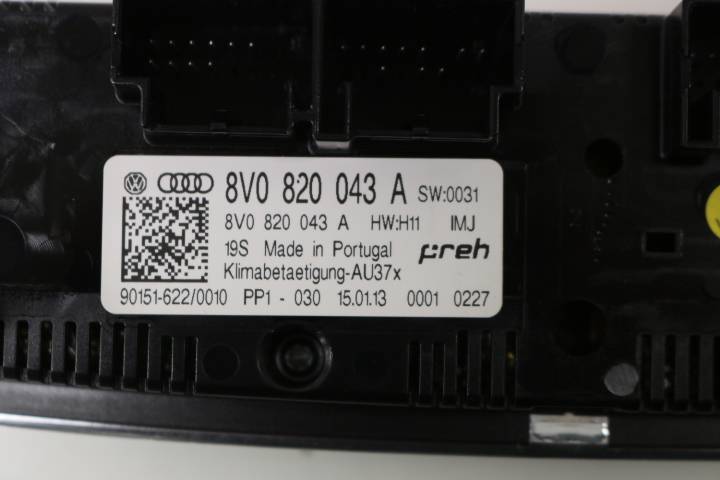 8V0 820 043 A SW:0031
8V0 820 043 A HW:H11 IMJ
19S Made in Portugal preh
Klimabetaetigung-AU37x
90151-622/0010 PP1 - 030 15.01.13 0001 0227